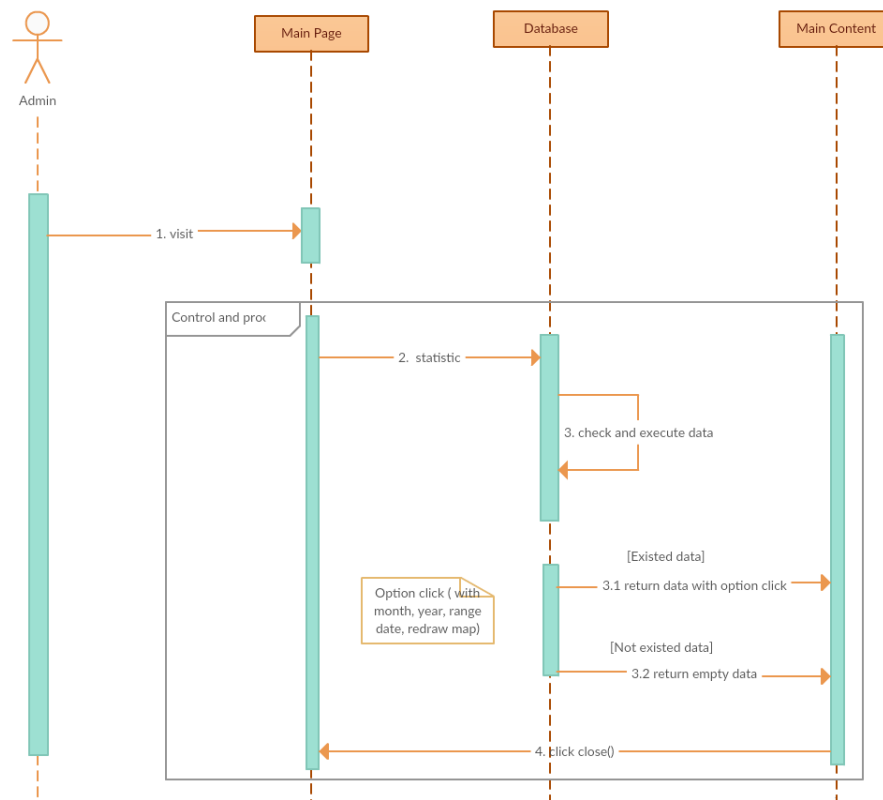 Main Page
Database
Main Content
Admin
1. visit
Control and
2. statistic
3. check and execute data
[Existed data]
3.1 return data with option click
Option click ( with
month, year, range
date, redraw map)
[Not existed data]
3.2 return empty data
4. click close()